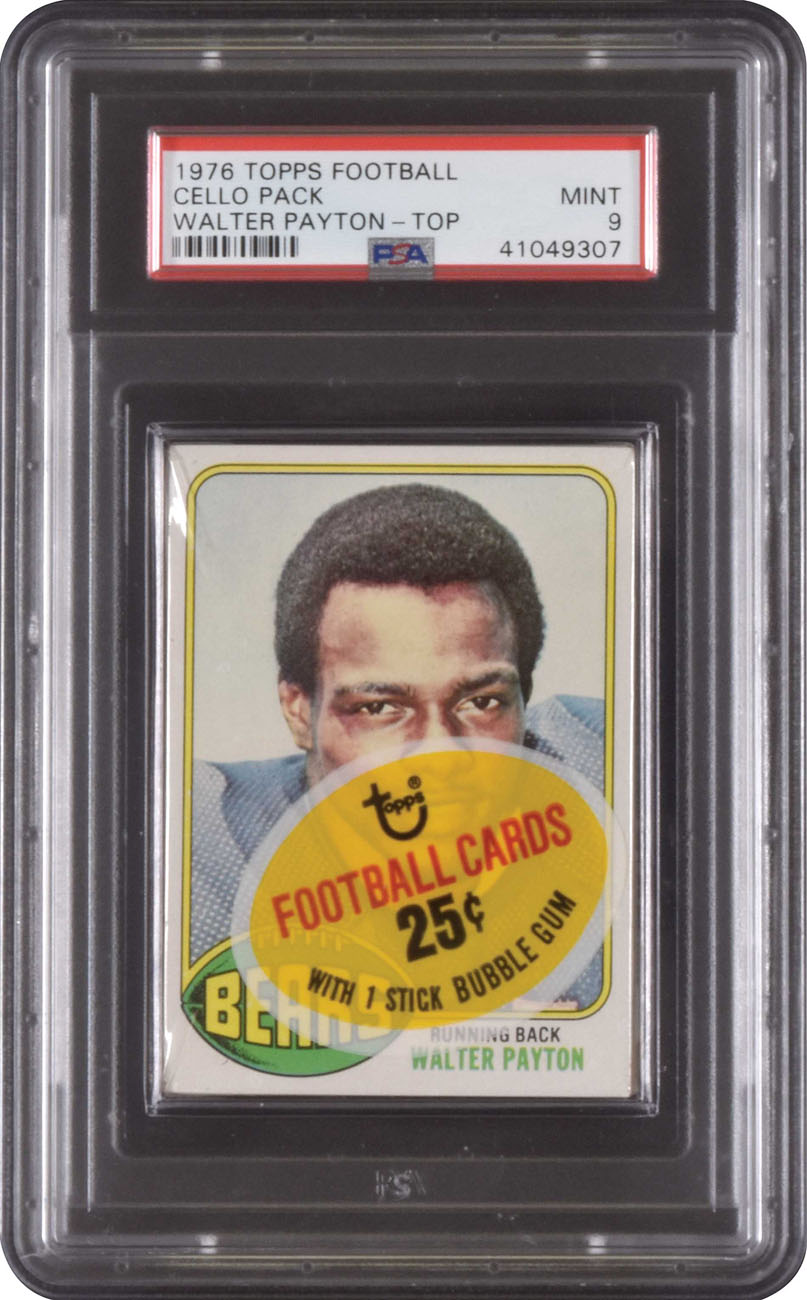 1976 TOPPS FOOTBALL
CELLO PACK MINT
WALTER PAYTON – TOP 9
PSA 41049307
topps®
FOOTBALL CARDS
25¢
WITH 1 STICK BUBBLE GUM
BEARS
RUNNING BACK
WALTER PAYTON
PSA